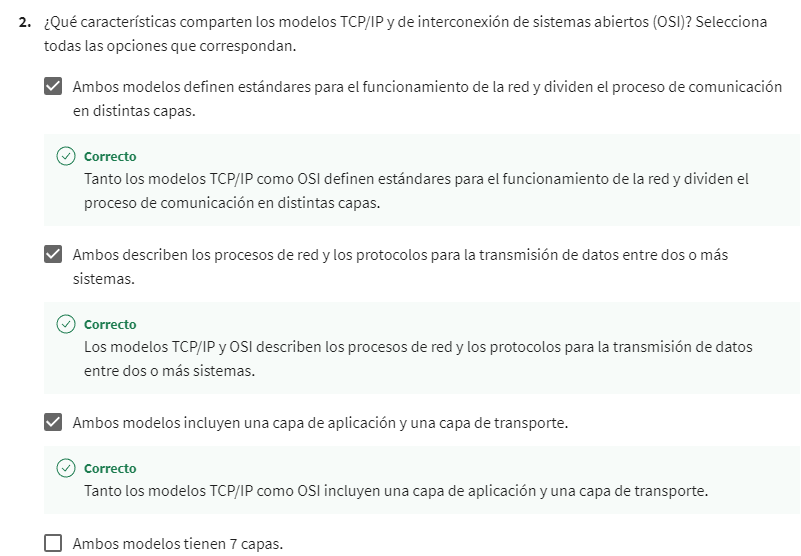 2. ¿Qué características comparten los modelos TCP/IP y de interconexión de sistemas abiertos (OSI)? Selecciona
todas las opciones que correspondan.
Ambos modelos definen estándares para el funcionamiento de la red y dividen el proceso de comunicación
en distintas capas.
Correcto
Tanto los modelos TCP/IP como OSI definen estándares para el funcionamiento de la red y dividen el
proceso de comunicación en distintas capas.
Ambos describen los procesos de red y los protocolos para la transmisión de datos entre dos o más
sistemas.
Correcto
Los modelos TCP/IP y OSI describen los procesos de red y los protocolos para la transmisión de datos
entre dos o más sistemas.
Ambos modelos incluyen una capa de aplicación y una capa de transporte.
Correcto
Tanto los modelos TCP/IP como OSI incluyen una capa de aplicación y una capa de transporte.
Ambos modelos tienen 7 capas.